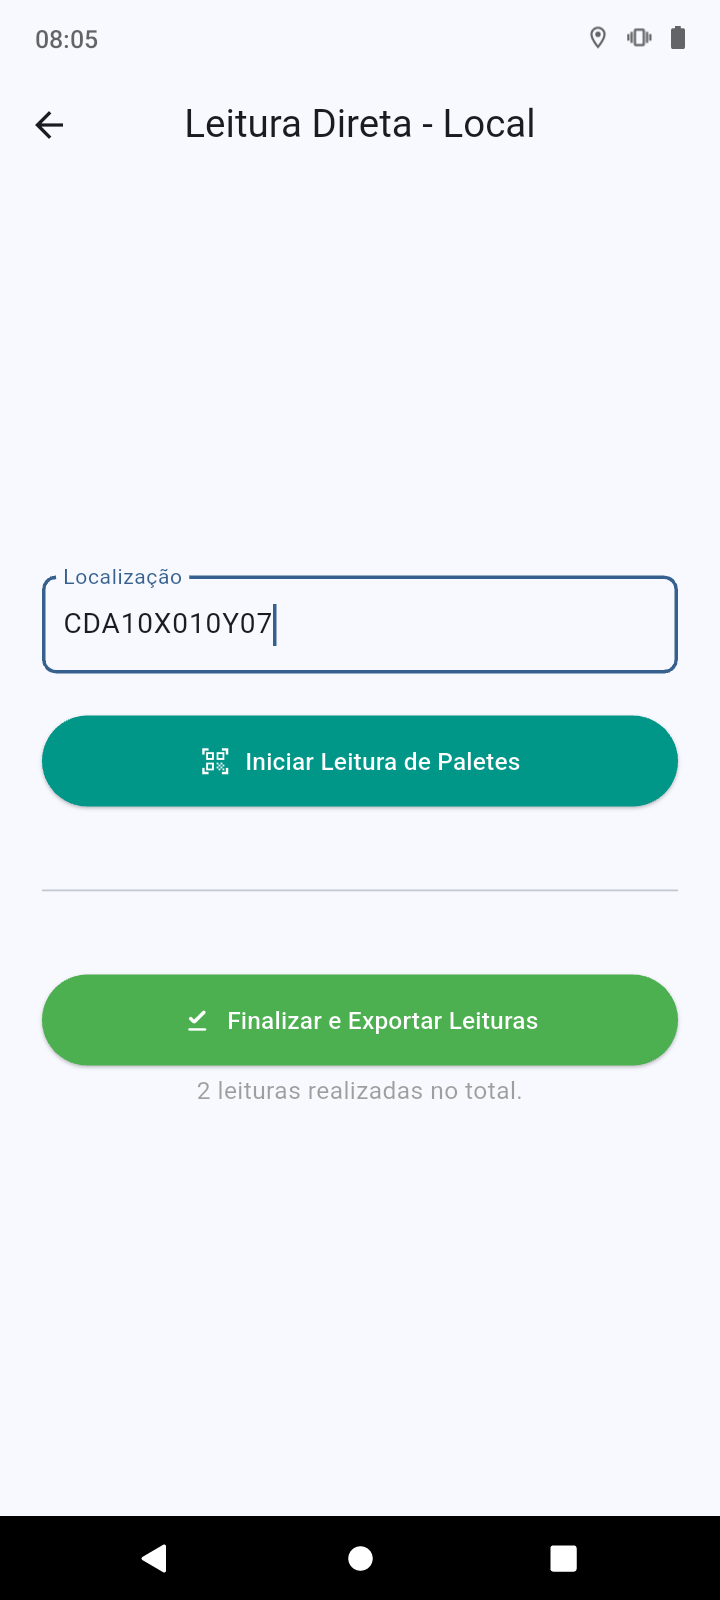 08:05
Leitura Direta - Local
Localização
CDA10X010Y07
Iniciar Leitura de Paletes
Finalizar e Exportar Leituras
2 leituras realizadas no total.